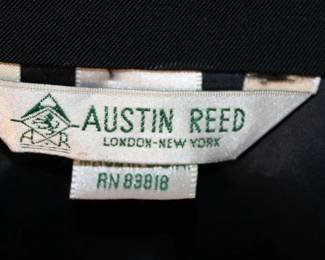 AUSTIN REED
LONDON-NEW YORK
A R
RN 83818